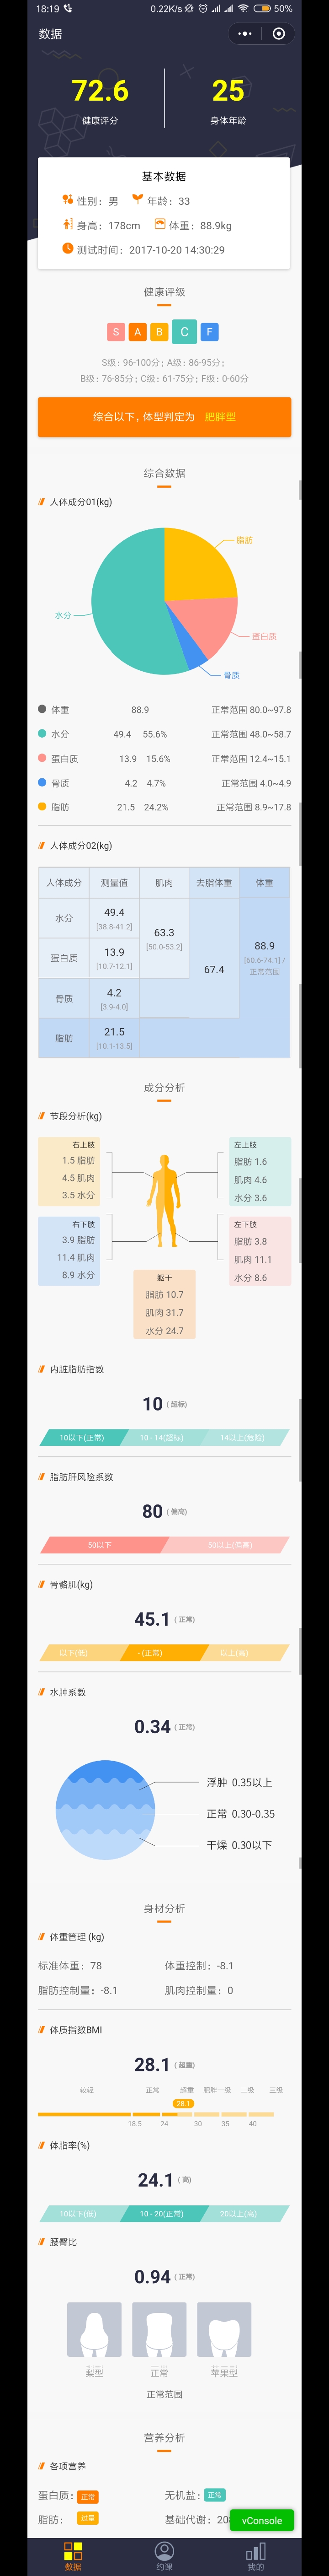 18:19 0.22K/s 50%
数据
72.6 25
健康评分 身体年龄
基本数据
性别：男 年龄：33
身高：178cm 体重：88.9kg
测试时间：2017-10-20 14:30:29
健康评级
S A B C F
S级：96-100分；A级：86-95分；
B级：76-85分；C级：61-75分；F级：0-60分
综合以下，体型判定为 肥胖型
综合数据
人体成分01(kg)
脂肪
水分
蛋白质
骨质
体重 88.9 正常范围 80.0~97.8
水分 49.4 55.6% 正常范围 48.0~58.7
蛋白质 13.9 15.6% 正常范围 12.4~15.1
骨质 4.2 4.7% 正常范围 4.0~4.9
脂肪 21.5 24.2% 正常范围 8.9~17.8
人体成分02(kg)
人体成分 测量值 肌肉 去脂体重 体重
水分 49.4
[38.8-41.2]
63.3
[50.0-53.2]
蛋白质 13.9
[10.7-12.1]
67.4
88.9
[60.6-74.1] /
正常范围
骨质 4.2
[3.9-4.0]
脂肪 21.5
[10.1-13.5]
成分分析
节段分析(kg)
右上肢
1.5 脂肪
4.5 肌肉
3.5 水分
左上肢
脂肪 1.6
肌肉 4.6
水分 3.6
右下肢
3.9 脂肪
11.4 肌肉
8.9 水分
左下肢
脂肪 3.8
肌肉 11.1
水分 8.6
躯干
脂肪 10.7
肌肉 31.7
水分 24.7
内脏脂肪指数
10 ( 超标)
10以下(正常) 10 - 14(超标) 14以上(危险)
脂肪肝风险系数
80 ( 偏高)
50以下 50以上(偏高)
骨骼肌(kg)
45.1 ( 正常)
以下(低) - (正常) 以上(高)
水肿系数
0.34 ( 正常)
浮肿 0.35以上
正常 0.30-0.35
干燥 0.30以下
身材分析
体重管理 (kg)
标准体重：78 体重控制：-8.1
脂肪控制量：-8.1 肌肉控制量：0
体质指数BMI
28.1 ( 超重)
较轻 正常 超重 肥胖一级 二级 三级
28.1
18.5 24 30 35 40
体脂率(%)
24.1 ( 高)
10以下(低) 10 - 20(正常) 20以上(高)
腰臀比
0.94 ( 正常)
梨型 正常 苹果型
正常范围
营养分析
各项营养
蛋白质：正常 无机盐：正常
脂肪：过量 基础代谢：20
vConsole
数据 约课 我的